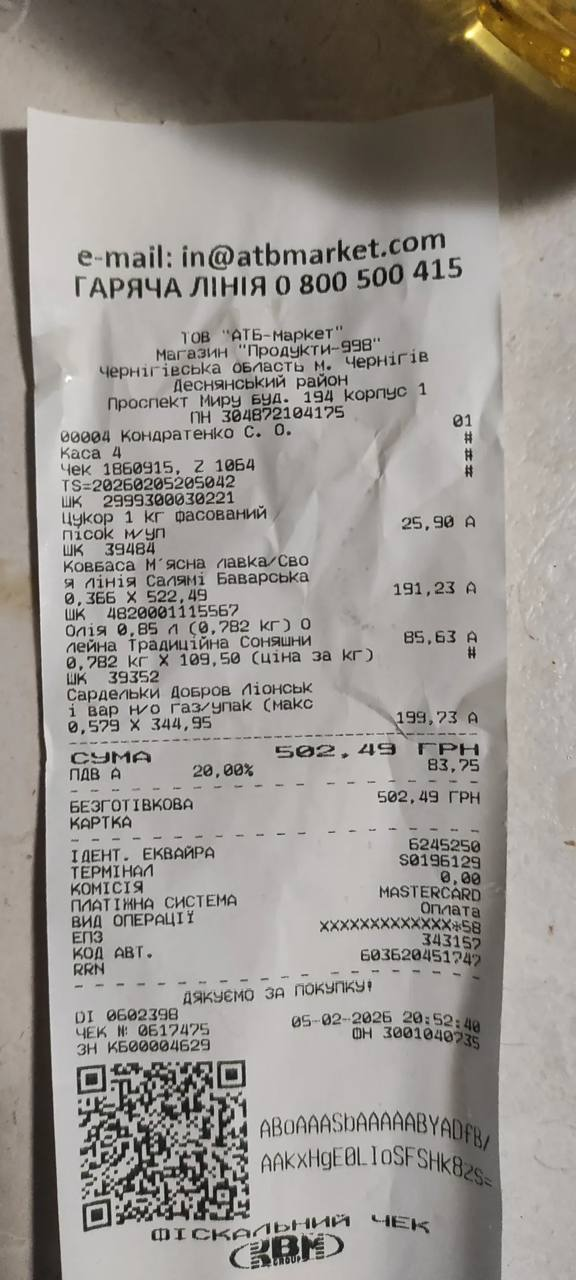 e-mail: in@atbmarket.com
ГАРЯЧА ЛІНІЯ 0 800 500 415
ТОВ "АТБ-маркет"
Магазин "Продукти-998"
Чернігівська область м. Чернігів
Деснянський район
Проспект Миру буд. 194 корпус 1
ПН 304872104175
00004 Кондратенко С. О. 01
Каса 4 #
Чек 1860915, Z 1064 #
TS=20260205205042 #
ШК 2999300030221
Цукор 1 кг фасований
пісок м/уп 25,90 А
ШК 39484
Ковбаса М'ясна лавка/Сво
я лінія Салямі Баварська
0,366 X 522,49 191,23 А
ШК 4820001115567
Олія 0,85 л (0,782 кг) О
лейна Традиційна Соняшни 85,63 А
0,782 кг X 109,50 (ціна за кг) #
ШК 39352
Сардельки Добров Ліонськ
і вар н/о газ/упак (макс
0,579 X 344,95 199,73 А
СУМА 502,49 ГРН
ПДВ А 20,00% 83,75
БЕЗГОТІВКОВА 502,49 ГРН
КАРТКА
ІДЕНТ. ЕКВАЙРА 6245250
ТЕРМІНАЛ S0196129
КОМІСІЯ 0,00
ПЛАТІЖНА СИСТЕМА MASTERCARD
ВИД ОПЕРАЦІЇ Оплата
ЕПЗ XXXXXXXXXXXXX*58
КОД АВТ. 343157
RRN 603620451747
ДЯКУЄМО ЗА ПОКУПКУ!
DI 0602398 05-02-2026 20:52:40
ЧЕК № 0617475 ФН 3001040735
ЗН КБ00004629
ABoAAASbAAAAABYADfB/
AAkxHgE0LIoSFSHk8zS=
ФІСКАЛЬНИЙ ЧЕК
КВМ
GROUP